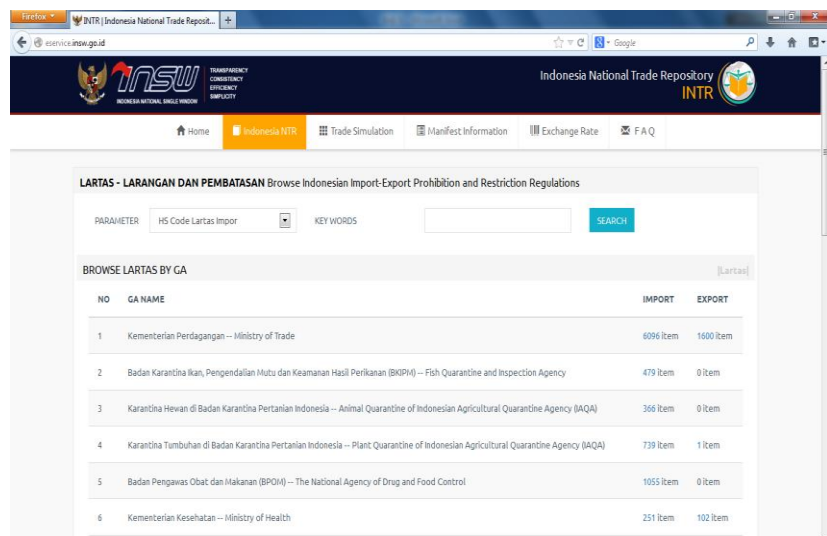 Firefox
INTR | Indonesia National Trade Reposit...
eservice.insw.go.id
Google
INSW
INDONESIA NATIONAL SINGLE WINDOW
TRANSPARENCY
CONSISTENCY
EFFICIENCY
SIMPLICITY
Indonesia National Trade Repository
INTR
Home Indonesia NTR Trade Simulation Manifest Information Exchange Rate F A Q
LARTAS - LARANGAN DAN PEMBATASAN Browse Indonesian Import-Export Prohibition and Restriction Regulations
PARAMETER HS Code Lartas Impor KEY WORDS SEARCH
BROWSE LARTAS BY GA |Lartas|
NO GA NAME IMPORT EXPORT
1 Kementerian Perdagangan -- Ministry of Trade 6096 item 1600 item
2 Badan Karantina Ikan, Pengendalian Mutu dan Keamanan Hasil Perikanan (BKIPM) -- Fish Quarantine and Inspection Agency 479 item 0 item
3 Karantina Hewan di Badan Karantina Pertanian Indonesia -- Animal Quarantine of Indonesian Agricultural Quarantine Agency (IAQA) 366 item 0 item
4 Karantina Tumbuhan di Badan Karantina Pertanian Indonesia -- Plant Quarantine of Indonesian Agricultural Quarantine Agency (IAQA) 739 item 1 item
5 Badan Pengawas Obat dan Makanan (BPOM) -- The National Agency of Drug and Food Control 1055 item 0 item
6 Kementerian Kesehatan -- Ministry of Health 251 item 102 item